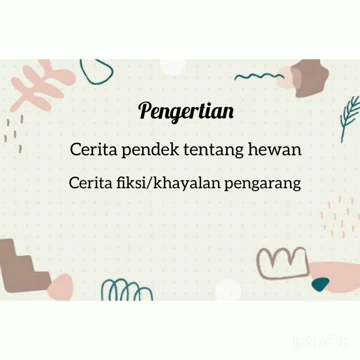 Pengertian
Cerita pendek tentang hewan
Cerita fiksi/khayalan pengarang